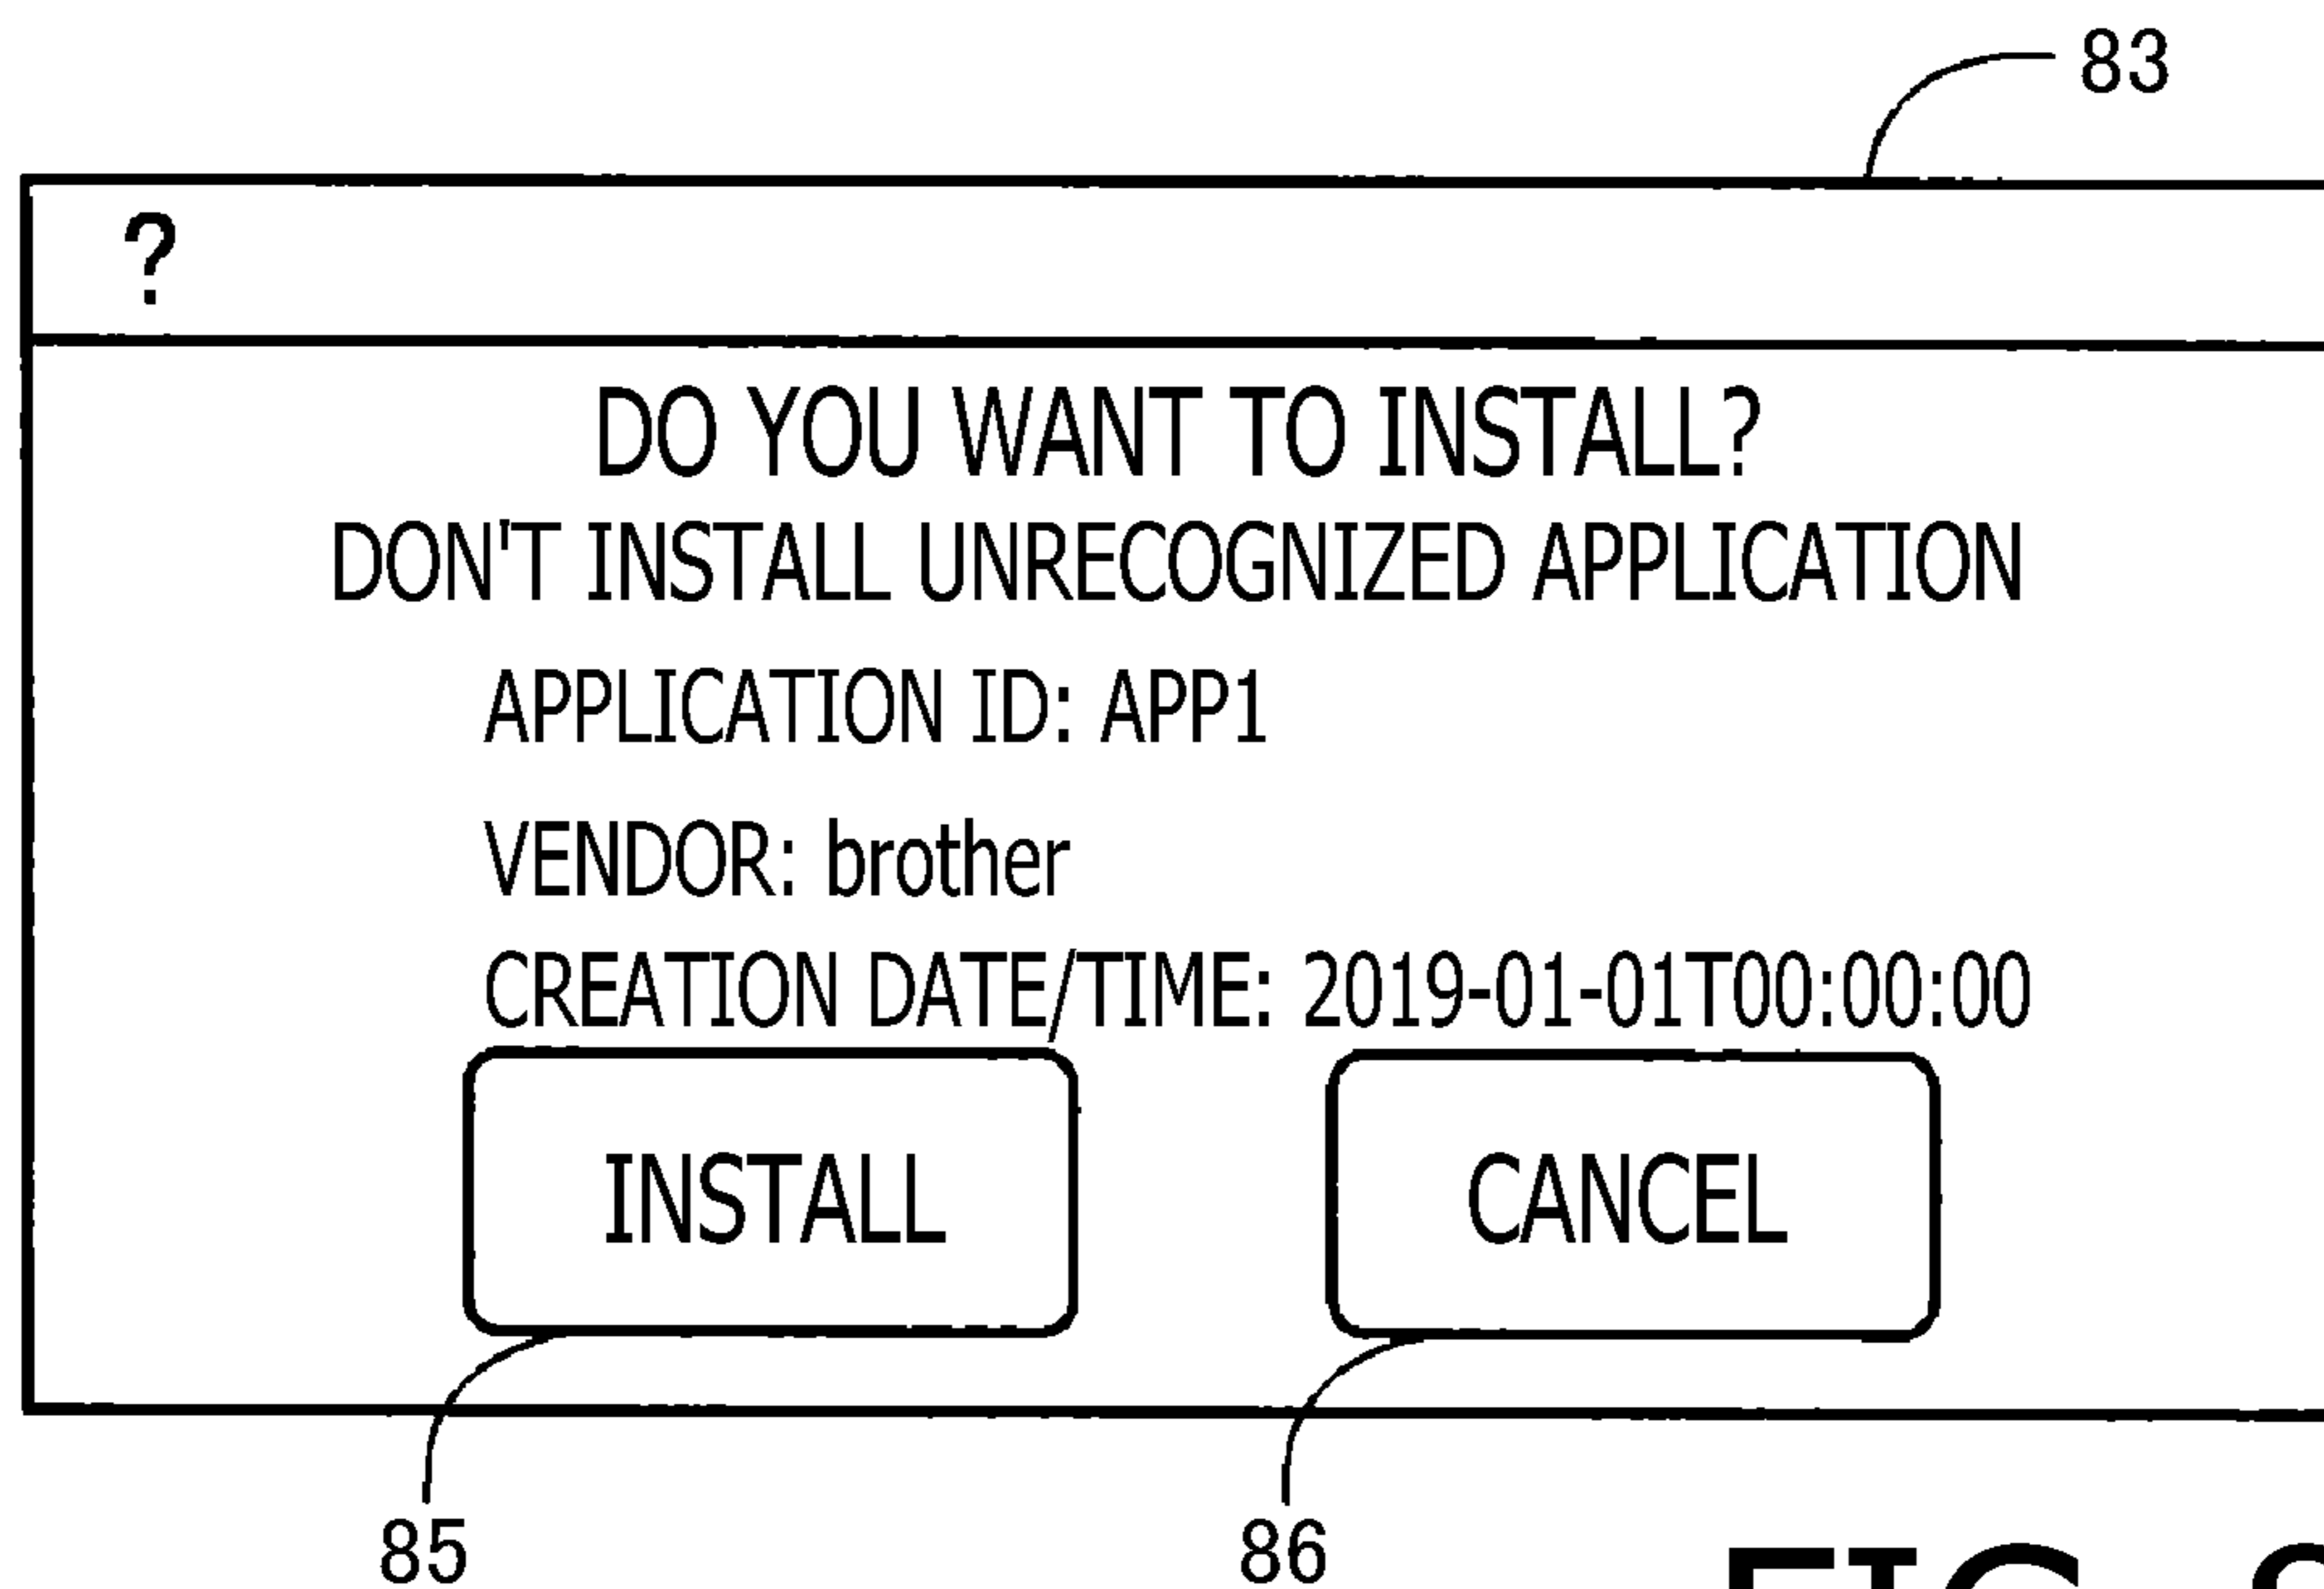 83
?
DO YOU WANT TO INSTALL?
DON'T INSTALL UNRECOGNIZED APPLICATION
APPLICATION ID: APP1
VENDOR: brother
CREATION DATE/TIME: 2019-01-01T00:00:00
INSTALL CANCEL
85 86
FIG.